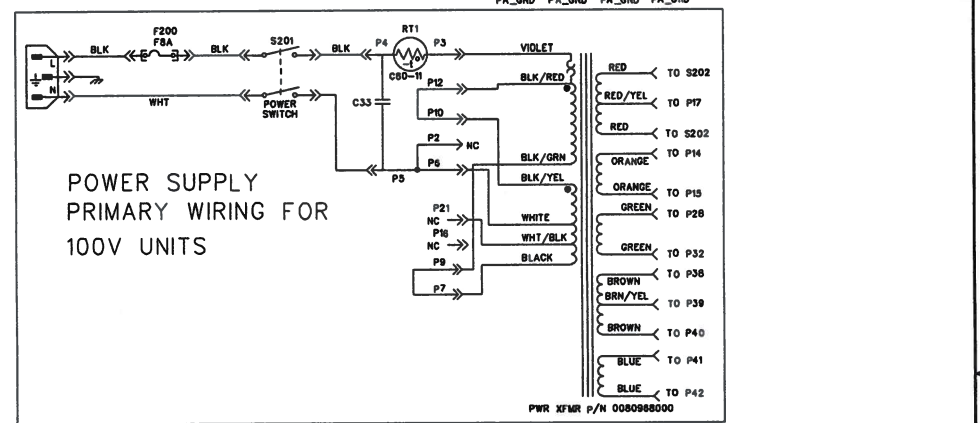 PA_GND PA_GND PA_GND PA_GND
F200
F8A
S201
BLK
BLK
BLK
P4
RT1
P3
VIOLET
L
N
t
C80-11
WHT
POWER
SWITCH
C33
P12
BLK/RED
P10
P2
NC
BLK/GRN
P6
P5
BLK/YEL
P21
NC
WHITE
P16
NC
WHT/BLK
P9
BLACK
P7
POWER SUPPLY
PRIMARY WIRING FOR
100V UNITS
RED TO S202
RED/YEL TO P17
RED TO S202
ORANGE TO P14
ORANGE TO P15
GREEN TO P28
GREEN TO P32
BROWN TO P38
BRN/YEL TO P39
BROWN TO P40
BLUE TO P41
BLUE TO P42
PWR XFMR P/N 0080968000